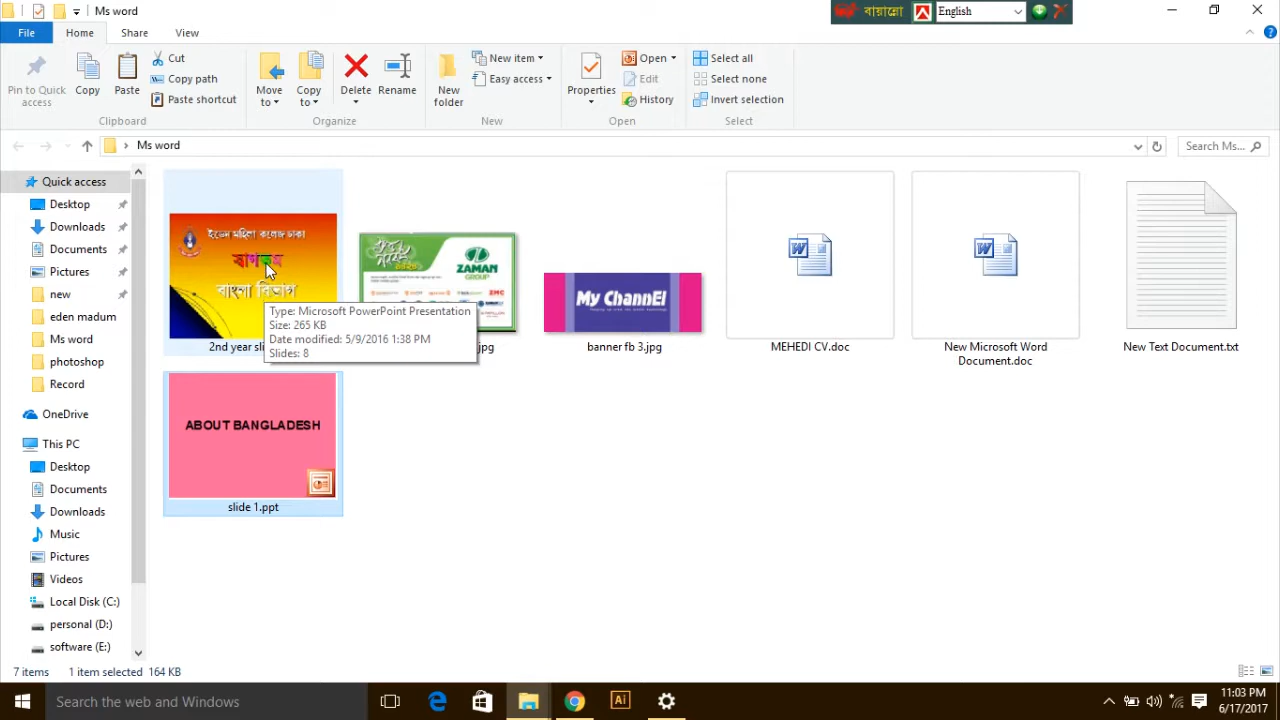 Ms word
বায়ান্নো
English
File
Home
Share
View
Pin to Quick access
Copy
Paste
Cut
Copy path
Paste shortcut
Move to
Copy to
Delete
Rename
New folder
New item
Easy access
Properties
Open
Edit
History
Select all
Select none
Invert selection
Clipboard
Organize
New
Open
Select
Ms word
Search Ms...
Quick access
Desktop
Downloads
Documents
Pictures
new
eden madum
Ms word
photoshop
Record
OneDrive
This PC
Desktop
Documents
Downloads
Music
Pictures
Videos
Local Disk (C:)
personal (D:)
software (E:)
ইডেন মহিলা কলেজ ঢাকা
বাংলা বিভাগ
2nd year sli
Type: Microsoft PowerPoint Presentation
Size: 265 KB
Date modified: 5/9/2016 1:38 PM
Slides: 8
ZAMAN
GROUP
.jpg
My ChannEl
banner fb 3.jpg
MEHEDI CV.doc
New Microsoft Word
Document.doc
New Text Document.txt
ABOUT BANGLADESH
slide 1.ppt
7 items
1 item selected 164 KB
Search the web and Windows
Ai
11:03 PM
6/17/2017